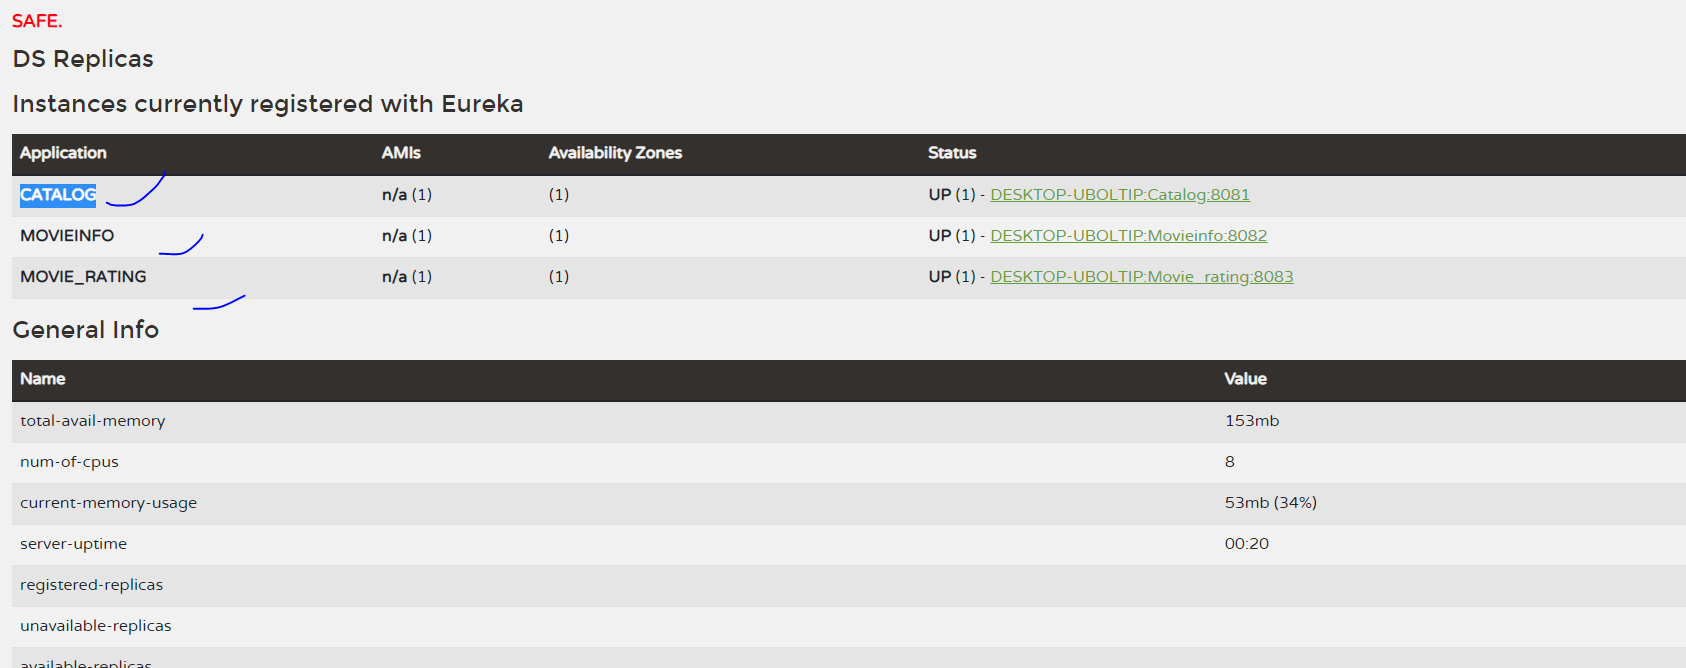 SAFE.
DS Replicas
Instances currently registered with Eureka
Application AMIs Availability Zones Status
CATALOG n/a (1) (1) UP (1) - DESKTOP-UBOLTIP:Catalog:8081
MOVIEINFO n/a (1) (1) UP (1) - DESKTOP-UBOLTIP:Movieinfo:8082
MOVIE_RATING n/a (1) (1) UP (1) - DESKTOP-UBOLTIP:Movie_rating:8083
General Info
Name Value
total-avail-memory 153mb
num-of-cpus 8
current-memory-usage 53mb (34%)
server-uptime 00:20
registered-replicas
unavailable-replicas
available-replicas